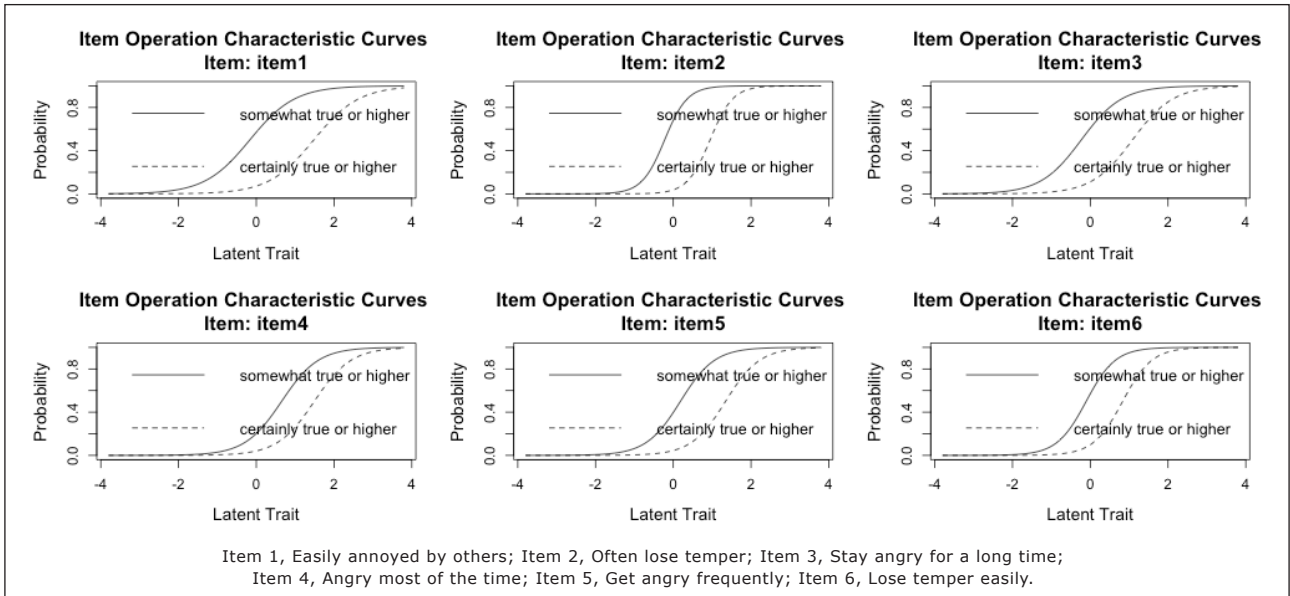 Item Operation Characteristic Curves
Item: item1
Probability
0.0 0.4 0.8
somewhat true or higher
certainly true or higher
-4 -2 0 2 4
Latent Trait
Item Operation Characteristic Curves
Item: item2
Probability
0.0 0.4 0.8
somewhat true or higher
certainly true or higher
-4 -2 0 2 4
Latent Trait
Item Operation Characteristic Curves
Item: item3
Probability
0.0 0.4 0.8
somewhat true or higher
certainly true or higher
-4 -2 0 2 4
Latent Trait
Item Operation Characteristic Curves
Item: item4
Probability
0.0 0.4 0.8
somewhat true or higher
certainly true or higher
-4 -2 0 2 4
Latent Trait
Item Operation Characteristic Curves
Item: item5
Probability
0.0 0.4 0.8
somewhat true or higher
certainly true or higher
-4 -2 0 2 4
Latent Trait
Item Operation Characteristic Curves
Item: item6
Probability
0.0 0.4 0.8
somewhat true or higher
certainly true or higher
-4 -2 0 2 4
Latent Trait
Item 1, Easily annoyed by others; Item 2, Often lose temper; Item 3, Stay angry for a long time;
Item 4, Angry most of the time; Item 5, Get angry frequently; Item 6, Lose temper easily.